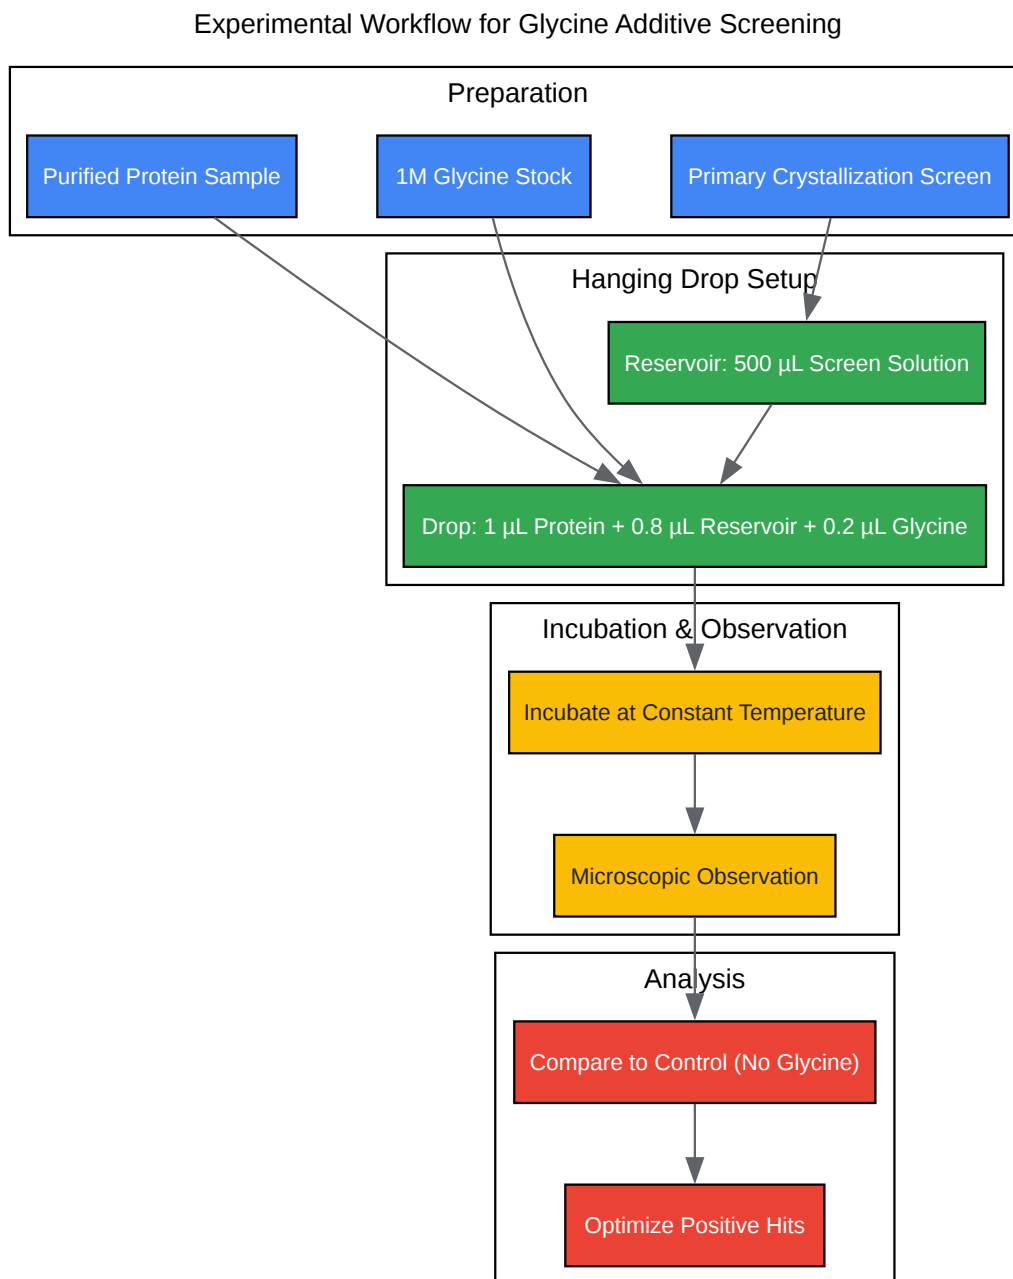 Experimental Workflow for Glycine Additive Screening
Preparation
Purified Protein Sample
1M Glycine Stock
Primary Crystallization Screen
Hanging Drop Setup
Reservoir: 500 µL Screen Solution
Drop: 1 µL Protein + 0.8 µL Reservoir + 0.2 µL Glycine
Incubation & Observation
Incubate at Constant Temperature
Microscopic Observation
Analysis
Compare to Control (No Glycine)
Optimize Positive Hits